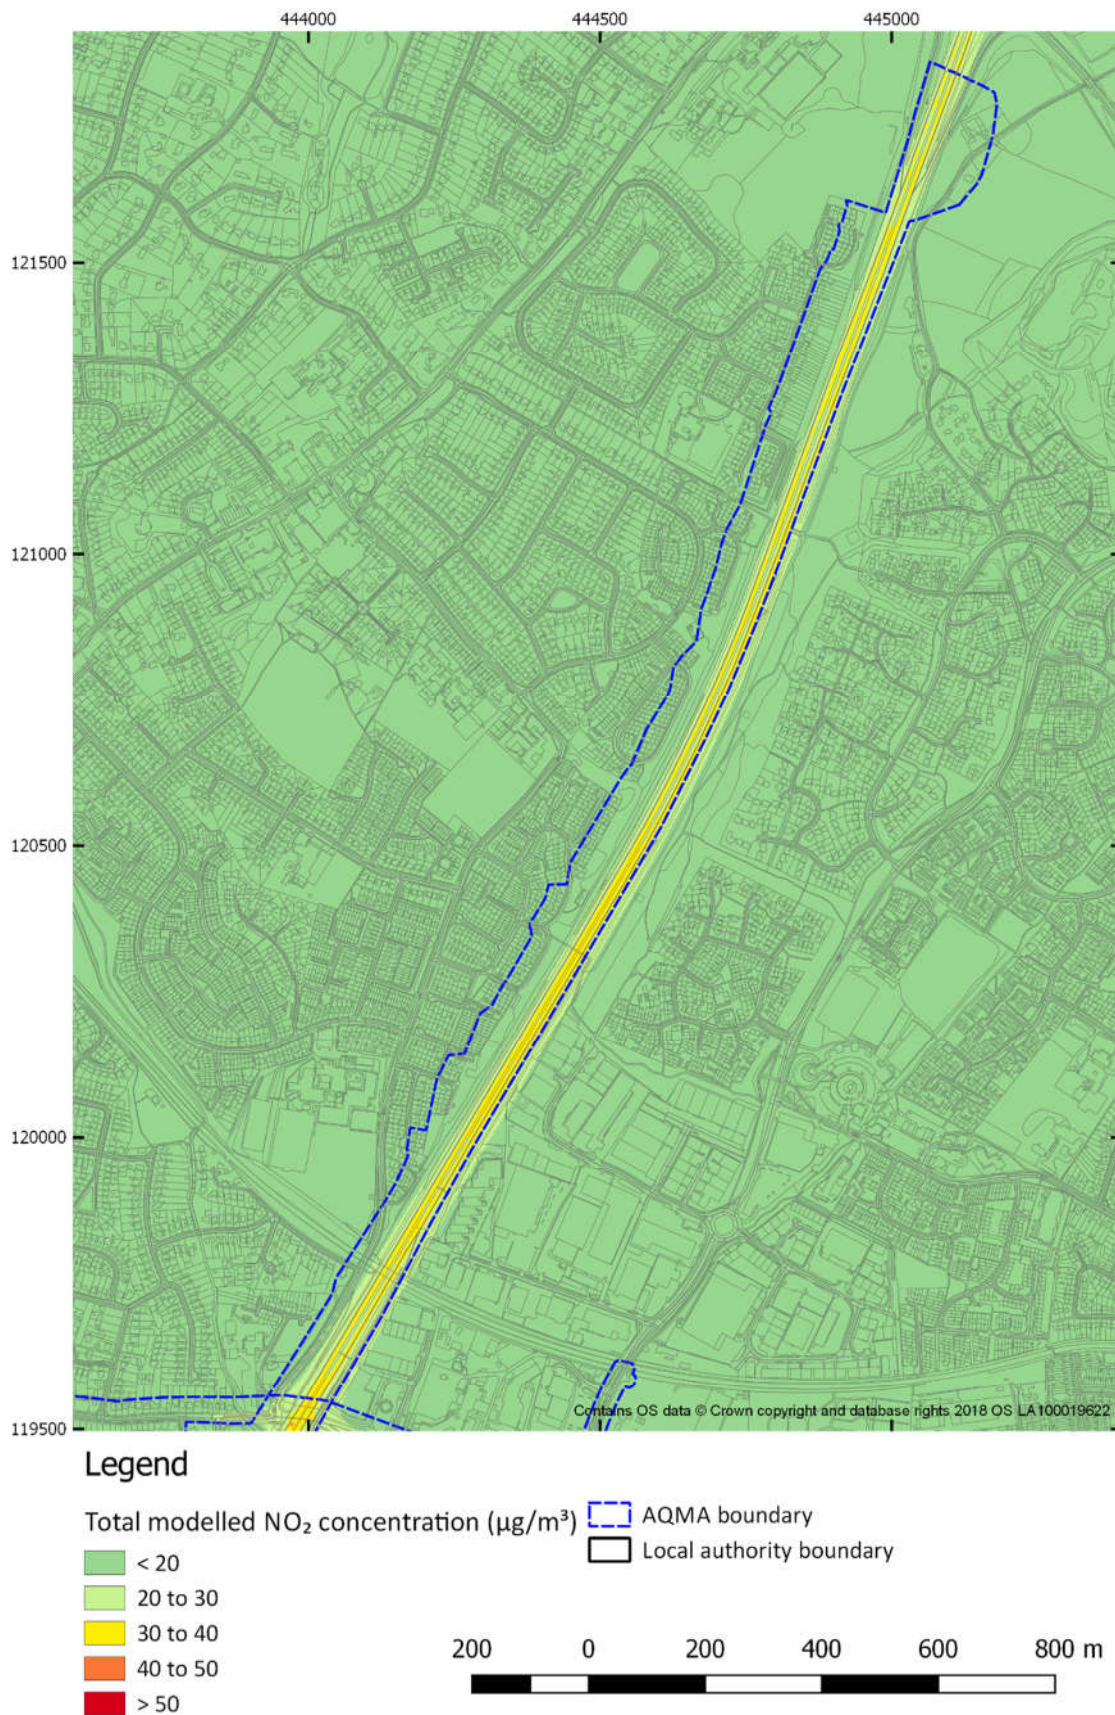 444000 444500 445000
121500
121000
120500
120000
119500
Contains OS data © Crown copyright and database rights 2018 OS LA100019622
Legend
Total modelled NO₂ concentration (µg/m³)
< 20
20 to 30
30 to 40
40 to 50
> 50
AQMA boundary
Local authority boundary
200 0 200 400 600 800 m